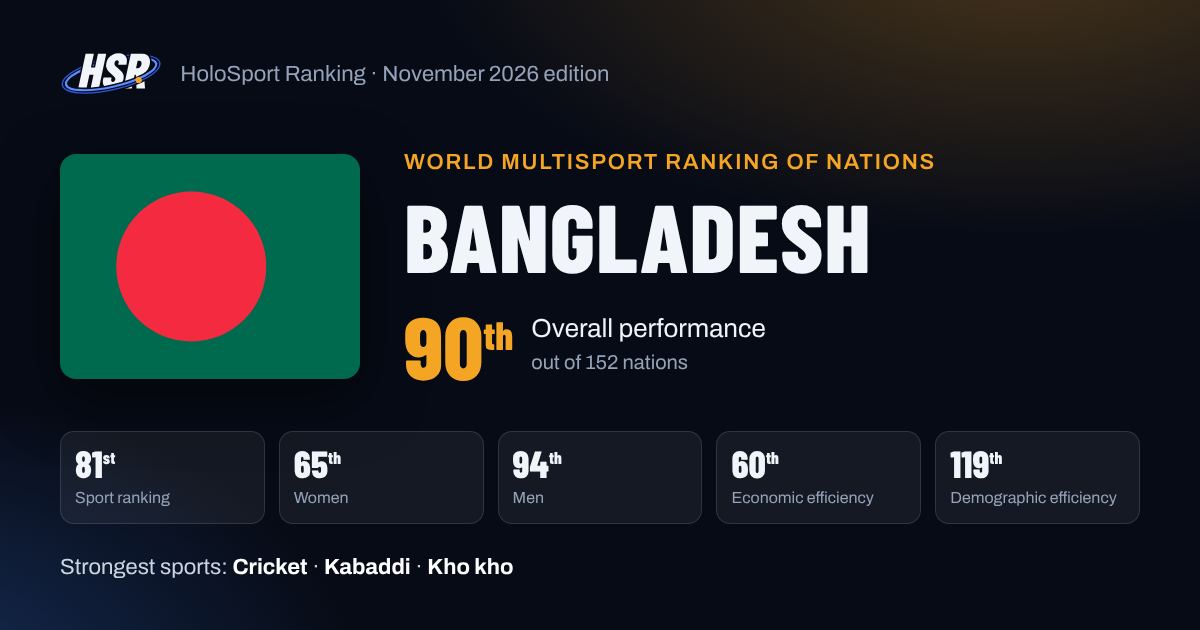 HSR
HoloSport Ranking · November 2026 edition
WORLD MULTISPORT RANKING OF NATIONS
BANGLADESH
90th
Overall performance
out of 152 nations
81st
Sport ranking
65th
Women
94th
Men
60th
Economic efficiency
119th
Demographic efficiency
Strongest sports: Cricket · Kabaddi · Kho kho